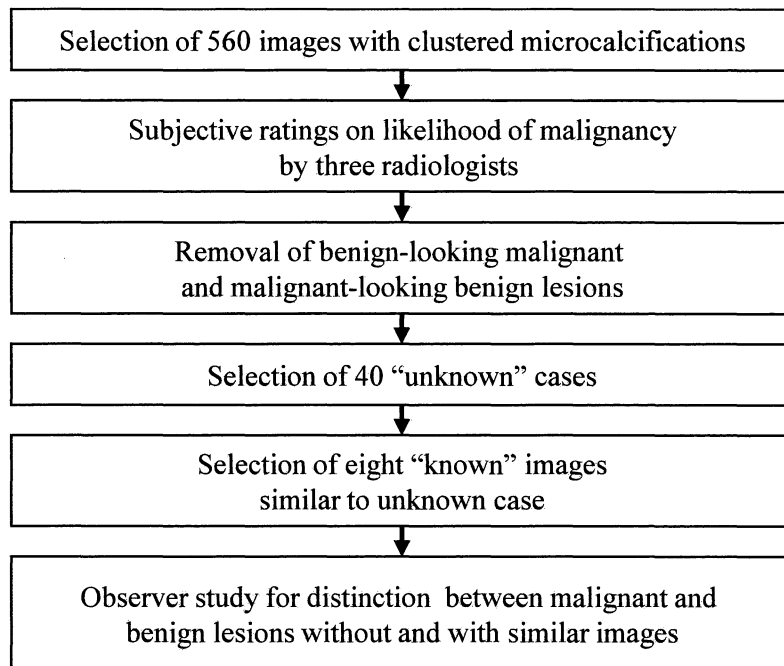 Selection of 560 images with clustered microcalcifications
Subjective ratings on likelihood of malignancy
by three radiologists
Removal of benign-looking malignant
and malignant-looking benign lesions
Selection of 40 “unknown” cases
Selection of eight “known” images
similar to unknown case
Observer study for distinction between malignant and
benign lesions without and with similar images